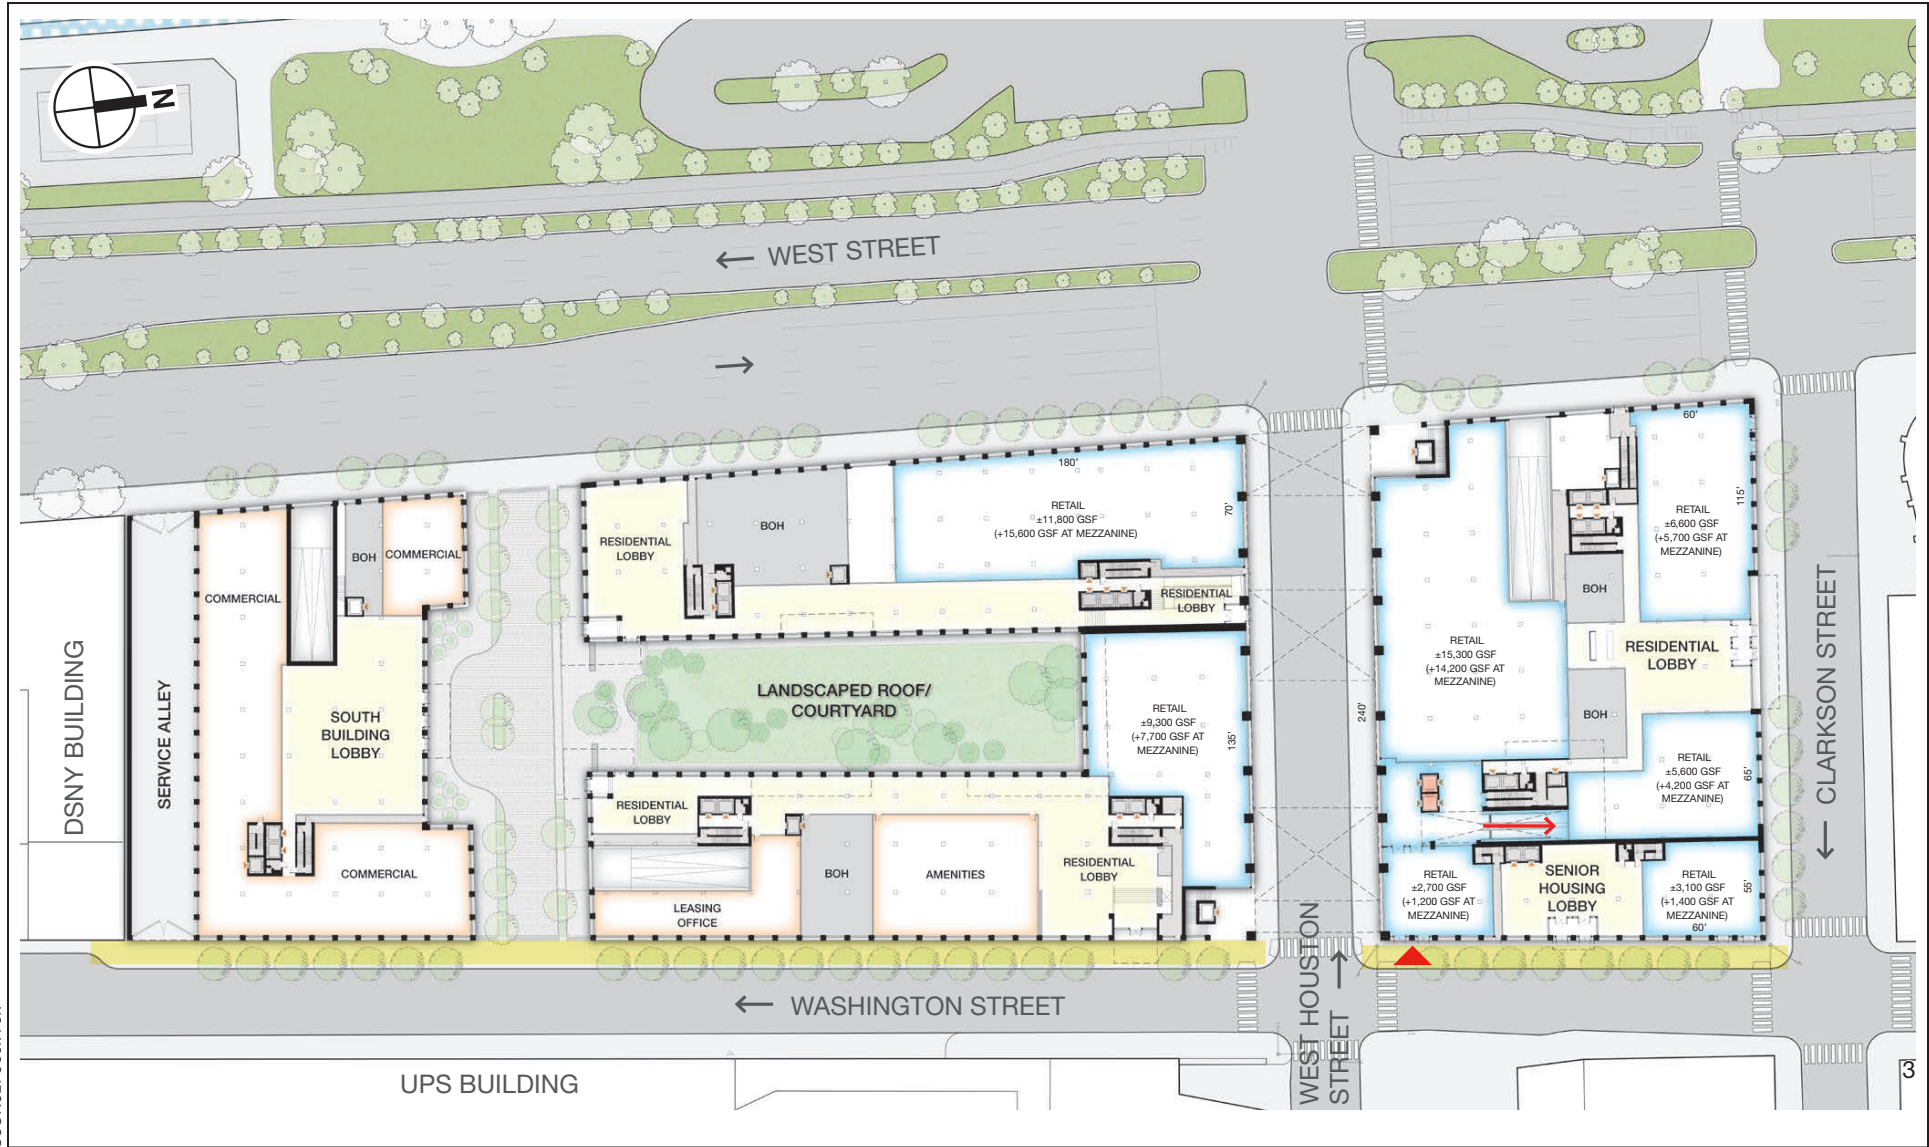 N
← WEST STREET
→
60'
180'
RETAIL
±11,800 GSF
(+15,600 GSF AT MEZZANINE)
70'
RETAIL
±6,600 GSF
(+5,700 GSF AT
MEZZANINE)
115'
BOH
RESIDENTIAL
LOBBY
BOH
COMMERCIAL
COMMERCIAL
RESIDENTIAL
LOBBY
BOH
RETAIL
±15,300 GSF
(+14,200 GSF AT
MEZZANINE)
RESIDENTIAL
LOBBY
DSNY BUILDING
SERVICE ALLEY
SOUTH
BUILDING
LOBBY
LANDSCAPED ROOF/
COURTYARD
RETAIL
±9,300 GSF
(+7,700 GSF AT
MEZZANINE)
135'
240'
BOH
RETAIL
±5,600 GSF
(+4,200 GSF AT
MEZZANINE)
65'
← CLARKSON STREET
RESIDENTIAL
LOBBY
COMMERCIAL
BOH
AMENITIES
RESIDENTIAL
LOBBY
LEASING
OFFICE
RETAIL
±2,700 GSF
(+1,200 GSF AT
MEZZANINE)
SENIOR
HOUSING
LOBBY
RETAIL
±3,100 GSF
(+1,400 GSF AT
MEZZANINE)
55'
60'
← WASHINGTON STREET
WEST HOUSTON
STREET →
UPS BUILDING
3